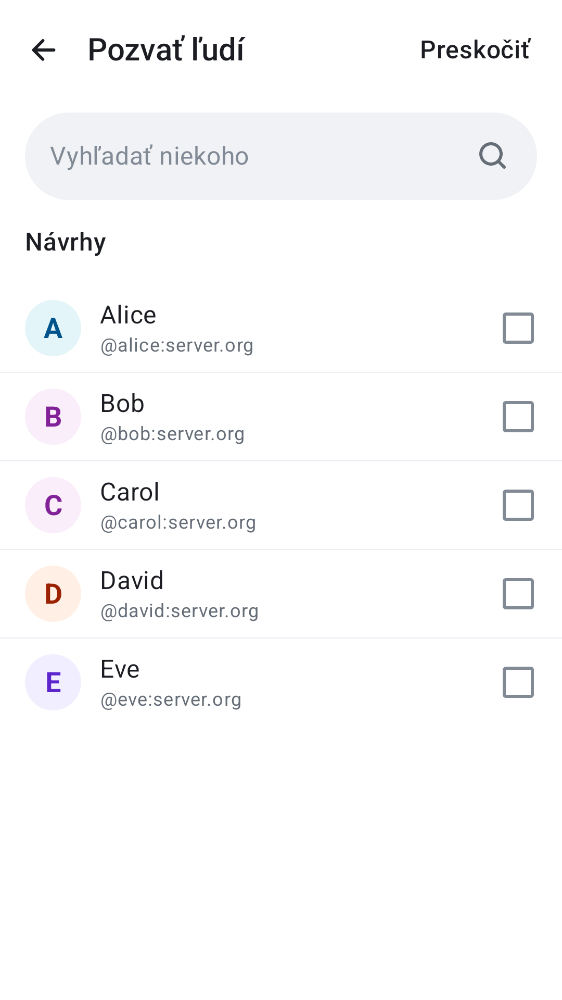 Pozvať ľudí
Preskočiť
Vyhľadať niekoho
Návrhy
A
Alice
@alice:server.org
B
Bob
@bob:server.org
C
Carol
@carol:server.org
D
David
@david:server.org
E
Eve
@eve:server.org